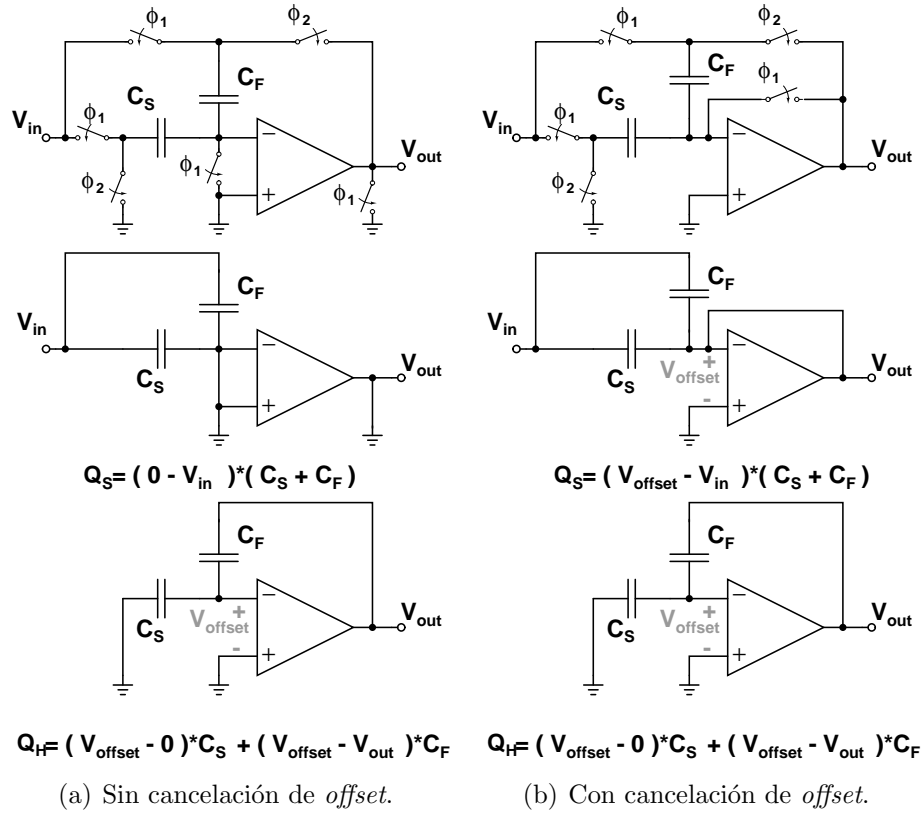 ϕ1
ϕ2
CF
CS
Vin
ϕ1
ϕ2
ϕ1
ϕ1
−
+
Vout
ϕ1
ϕ2
CF
ϕ1
CS
Vin
ϕ1
ϕ2
−
+
Vout
CF
Vin
CS
−
+
Vout
QS= ( 0 - Vin )*( CS + CF )
CF
Vin
CS
Voffset
+
-
−
+
Vout
QS= ( Voffset - Vin )*( CS + CF )
CF
CS
Voffset
+
-
−
+
Vout
QH= ( Voffset - 0 )*CS + ( Voffset - Vout )*CF
(a) Sin cancelación de offset.
CF
CS
Voffset
+
-
−
+
Vout
QH= ( Voffset - 0 )*CS + ( Voffset - Vout )*CF
(b) Con cancelación de offset.